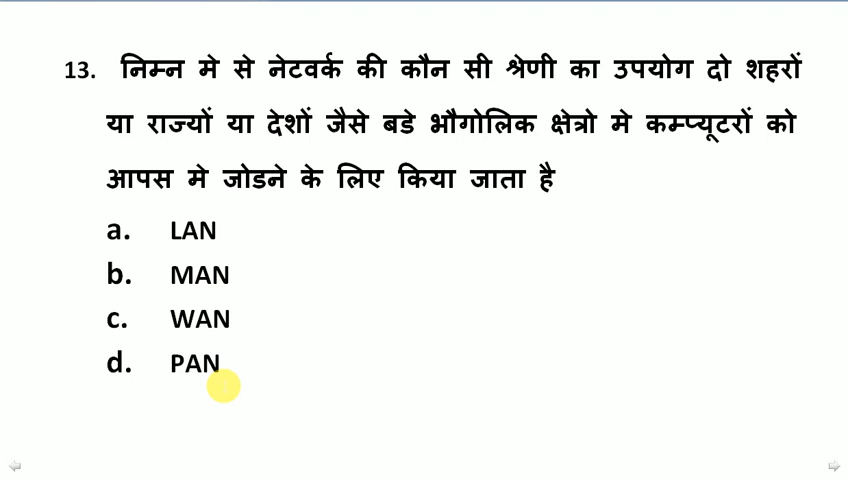 13. निम्न मे से नेटवर्क की कौन सी श्रेणी का उपयोग दो शहरों
या राज्यों या देशों जैसे बडे भौगोलिक क्षेत्रो मे कम्प्यूटरों को
आपस मे जोडने के लिए किया जाता है
a. LAN
b. MAN
c. WAN
d. PAN